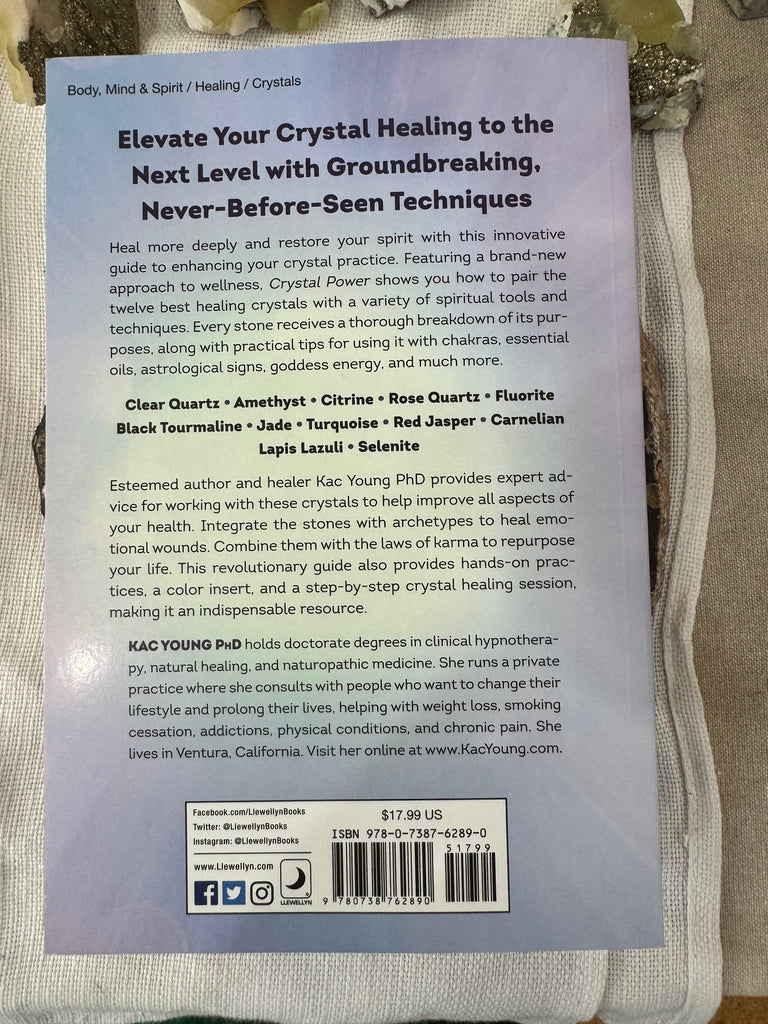 Body, Mind & Spirit / Healing / Crystals
Elevate Your Crystal Healing to the
Next Level with Groundbreaking,
Never-Before-Seen Techniques
Heal more deeply and restore your spirit with this innovative
guide to enhancing your crystal practice. Featuring a brand-new
approach to wellness, Crystal Power shows you how to pair the
twelve best healing crystals with a variety of spiritual tools and
techniques. Every stone receives a thorough breakdown of its pur-
poses, along with practical tips for using it with chakras, essential
oils, astrological signs, goddess energy, and much more.
Clear Quartz • Amethyst • Citrine • Rose Quartz • Fluorite
Black Tourmaline • Jade • Turquoise • Red Jasper • Carnelian
Lapis Lazuli • Selenite
Esteemed author and healer Kac Young PhD provides expert ad-
vice for working with these crystals to help improve all aspects of
your health. Integrate the stones with archetypes to heal emo-
tional wounds. Combine them with the laws of karma to repurpose
your life. This revolutionary guide also provides hands-on prac-
tices, a color insert, and a step-by-step crystal healing session,
making it an indispensable resource.
KAC YOUNG PHD holds doctorate degrees in clinical hypnothera-
py, natural healing, and naturopathic medicine. She runs a private
practice where she consults with people who want to change their
lifestyle and prolong their lives, helping with weight loss, smoking
cessation, addictions, physical conditions, and chronic pain. She
lives in Ventura, California. Visit her online at www.KacYoung.com.
Facebook.com/LlewellynBooks
Twitter: @LlewellynBooks
Instagram: @LlewellynBooks
www.Llewellyn.com
LLEWELLYN
$17.99 US
ISBN 978-0-7387-6289-0
51799
9 780738 762890